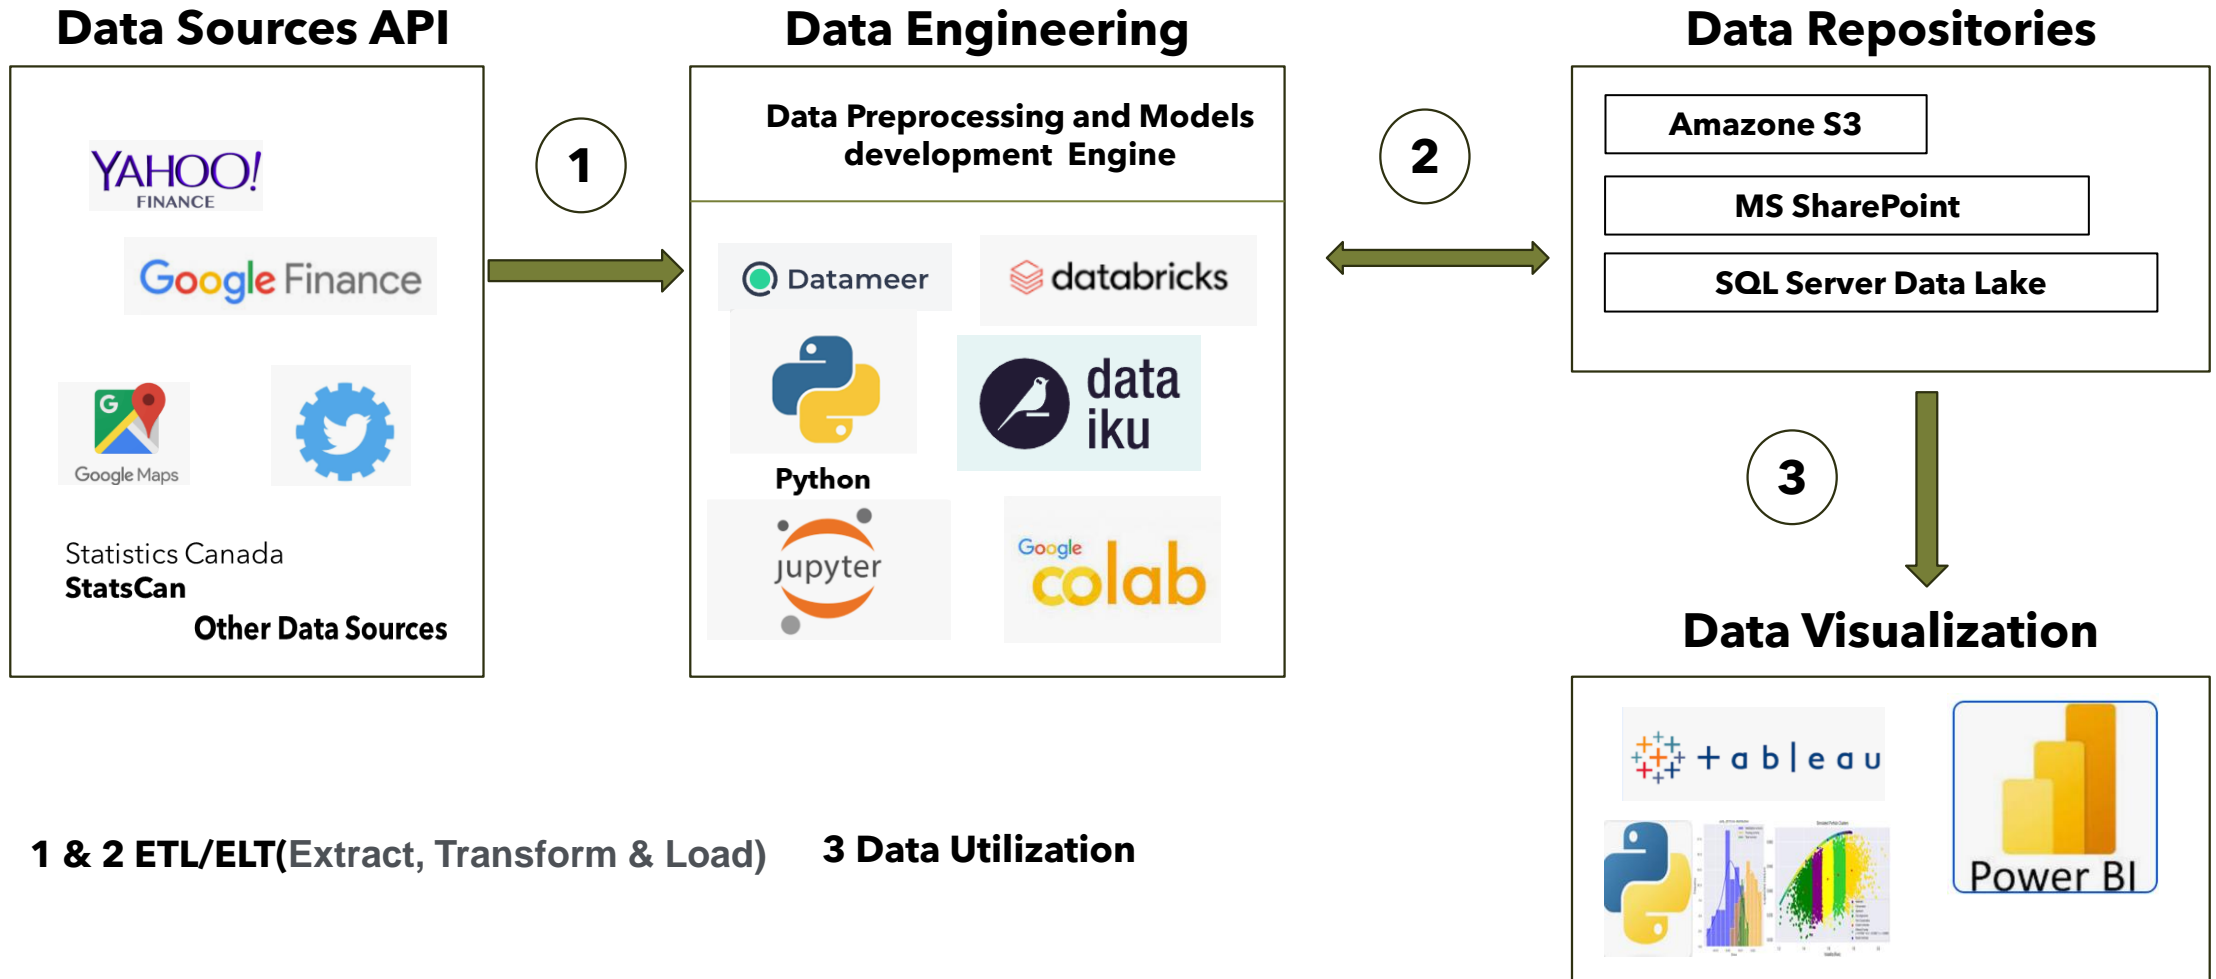 Data Sources API
Data Engineering
Data Repositories
YAHOO!
FINANCE
Google Finance
G
Google Maps
Statistics Canada
StatsCan
Other Data Sources
1
Data Preprocessing and Models
development Engine
Datameer
databricks
Python
data
iku
jupyter
Google
colab
2
Amazone S3
MS SharePoint
SQL Server Data Lake
3
Data Visualization
+ a b l e a u
Power BI
1 & 2 ETL/ELT(Extract, Transform & Load)
3 Data Utilization